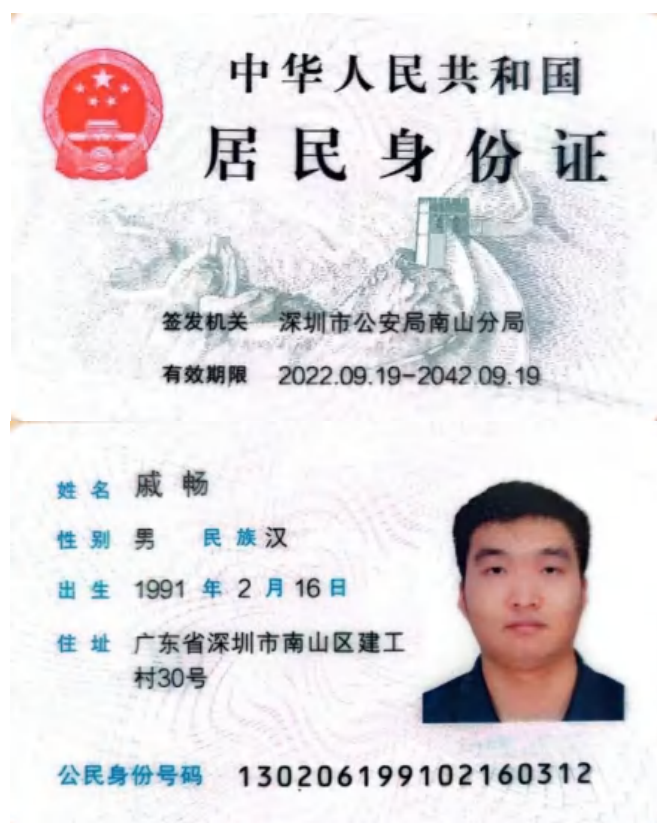 中华人民共和国
居民身份证
签发机关 深圳市公安局南山分局
有效期限 2022.09.19-2042.09.19
姓名 戚畅
性别 男 民族 汉
出生 1991 年 2 月 16 日
住址 广东省深圳市南山区建工
村30号
公民身份号码 130206199102160312